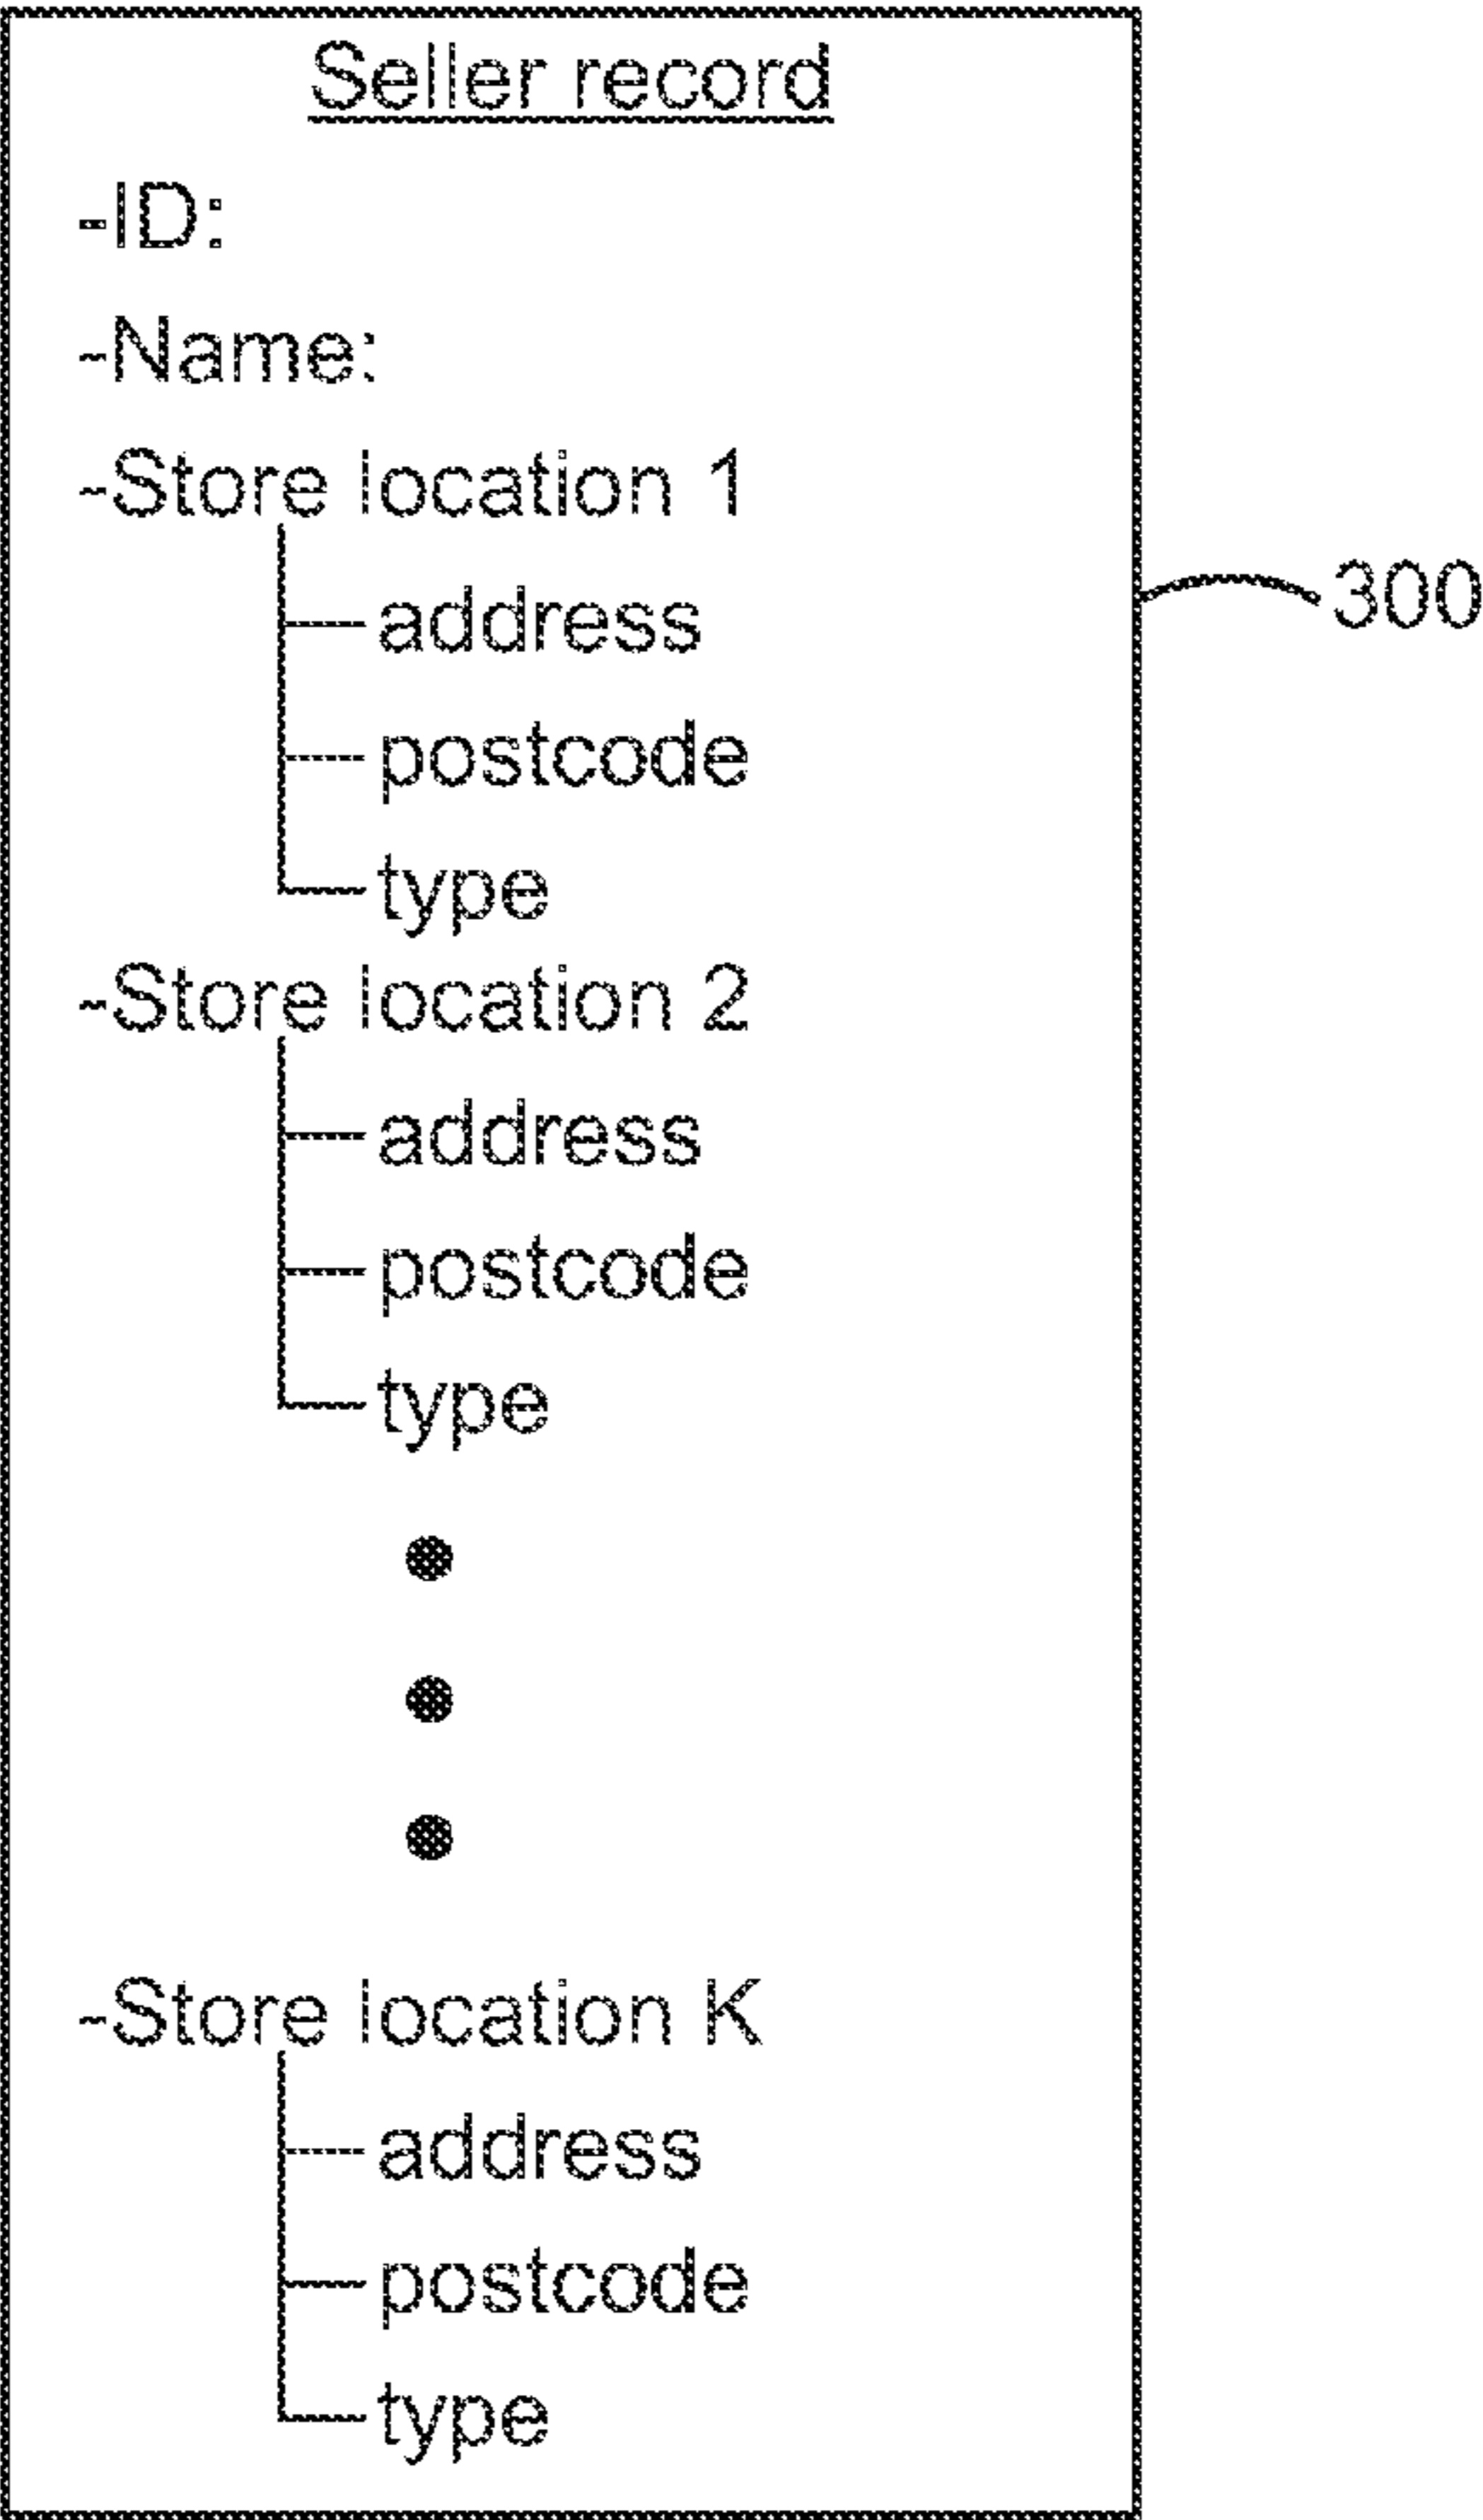 Seller record
-ID:
-Name:
-Store location 1
address
300
postcode
type
-Store location 2
address
postcode
type
-Store location K
address
postcode
type